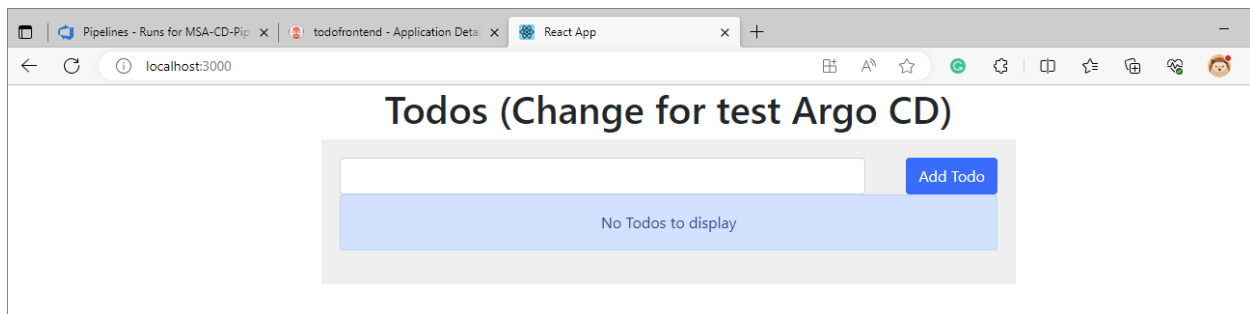 Pipelines - Runs for MSA-CD-Pip
todofrontend - Application Detai
React App
localhost:3000
Todos (Change for test Argo CD)
Add Todo
No Todos to display